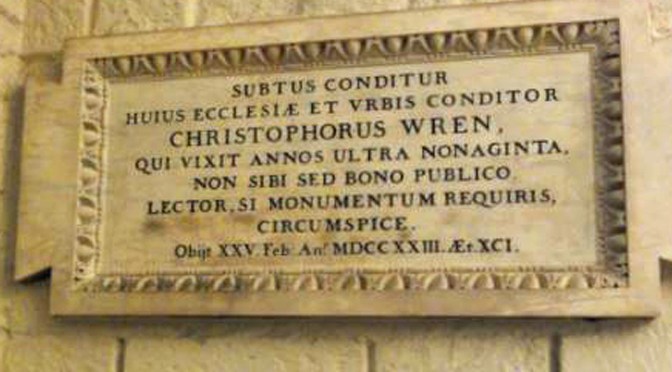 SUBTUS CONDITUR
HUIUS ECCLESIÆ ET VRBIS CONDITOR
CHRISTOPHORUS WREN,
QUI VIXIT ANNOS ULTRA NONAGINTA,
NON SIBI SED BONO PUBLICO.
LECTOR, SI MONUMENTUM REQUIRIS,
CIRCUMSPICE.
Obijt XXV. Feb: Anº: MDCCXXIII. Æt. XCI.